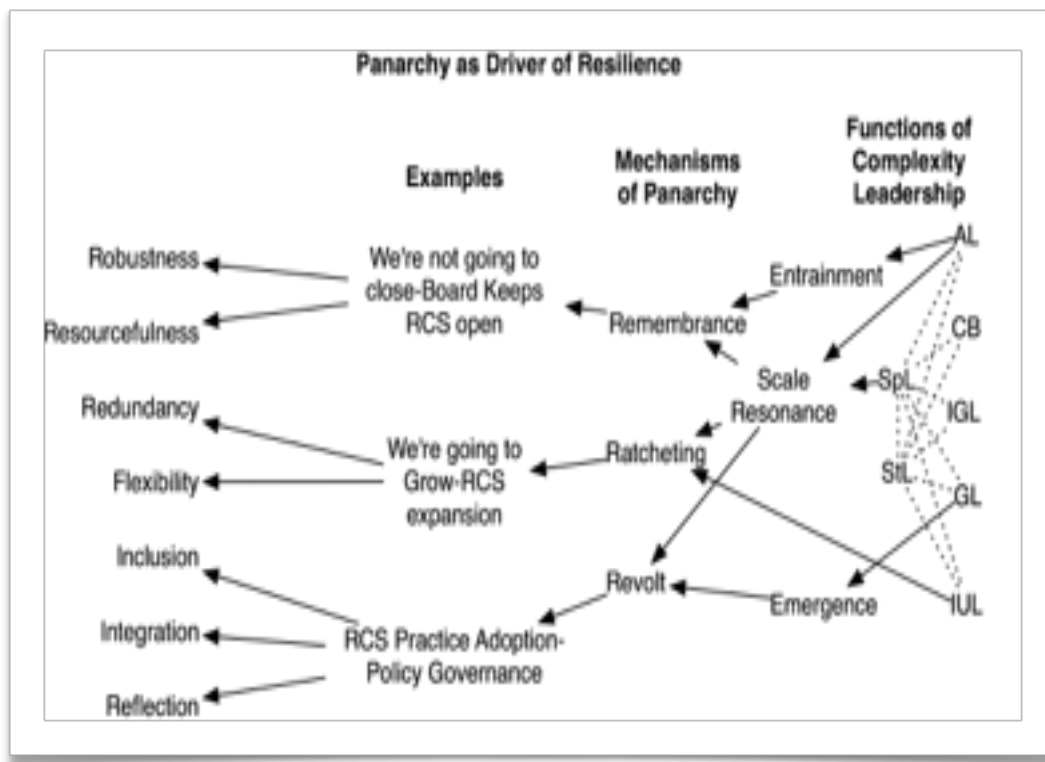 Panarchy as Driver of Resilience
Functions of
Complexity
Leadership
Mechanisms
of Panarchy
Examples
AL
Robustness
We're not going to
close-Board Keeps
RCS open
Entrainment
Resourcefulness
Remembrance
CB
Scale
Resonance
SpL
IGL
Redundancy
We're going to
Grow-RCS
expansion
Ratcheting
StL
Flexibility
GL
Inclusion
Revolt
Emergence
IUL
Integration
RCS Practice Adoption-
Policy Governance
Reflection